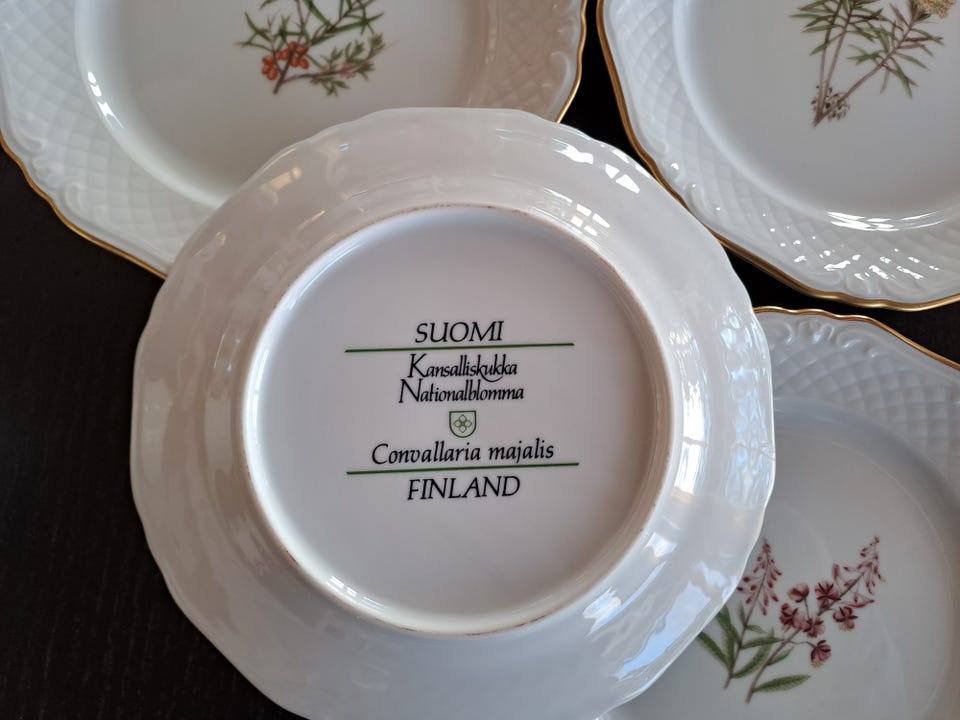 SUOMI
Kansalliskukka
Nationalblomma
Convallaria majalis
FINLAND